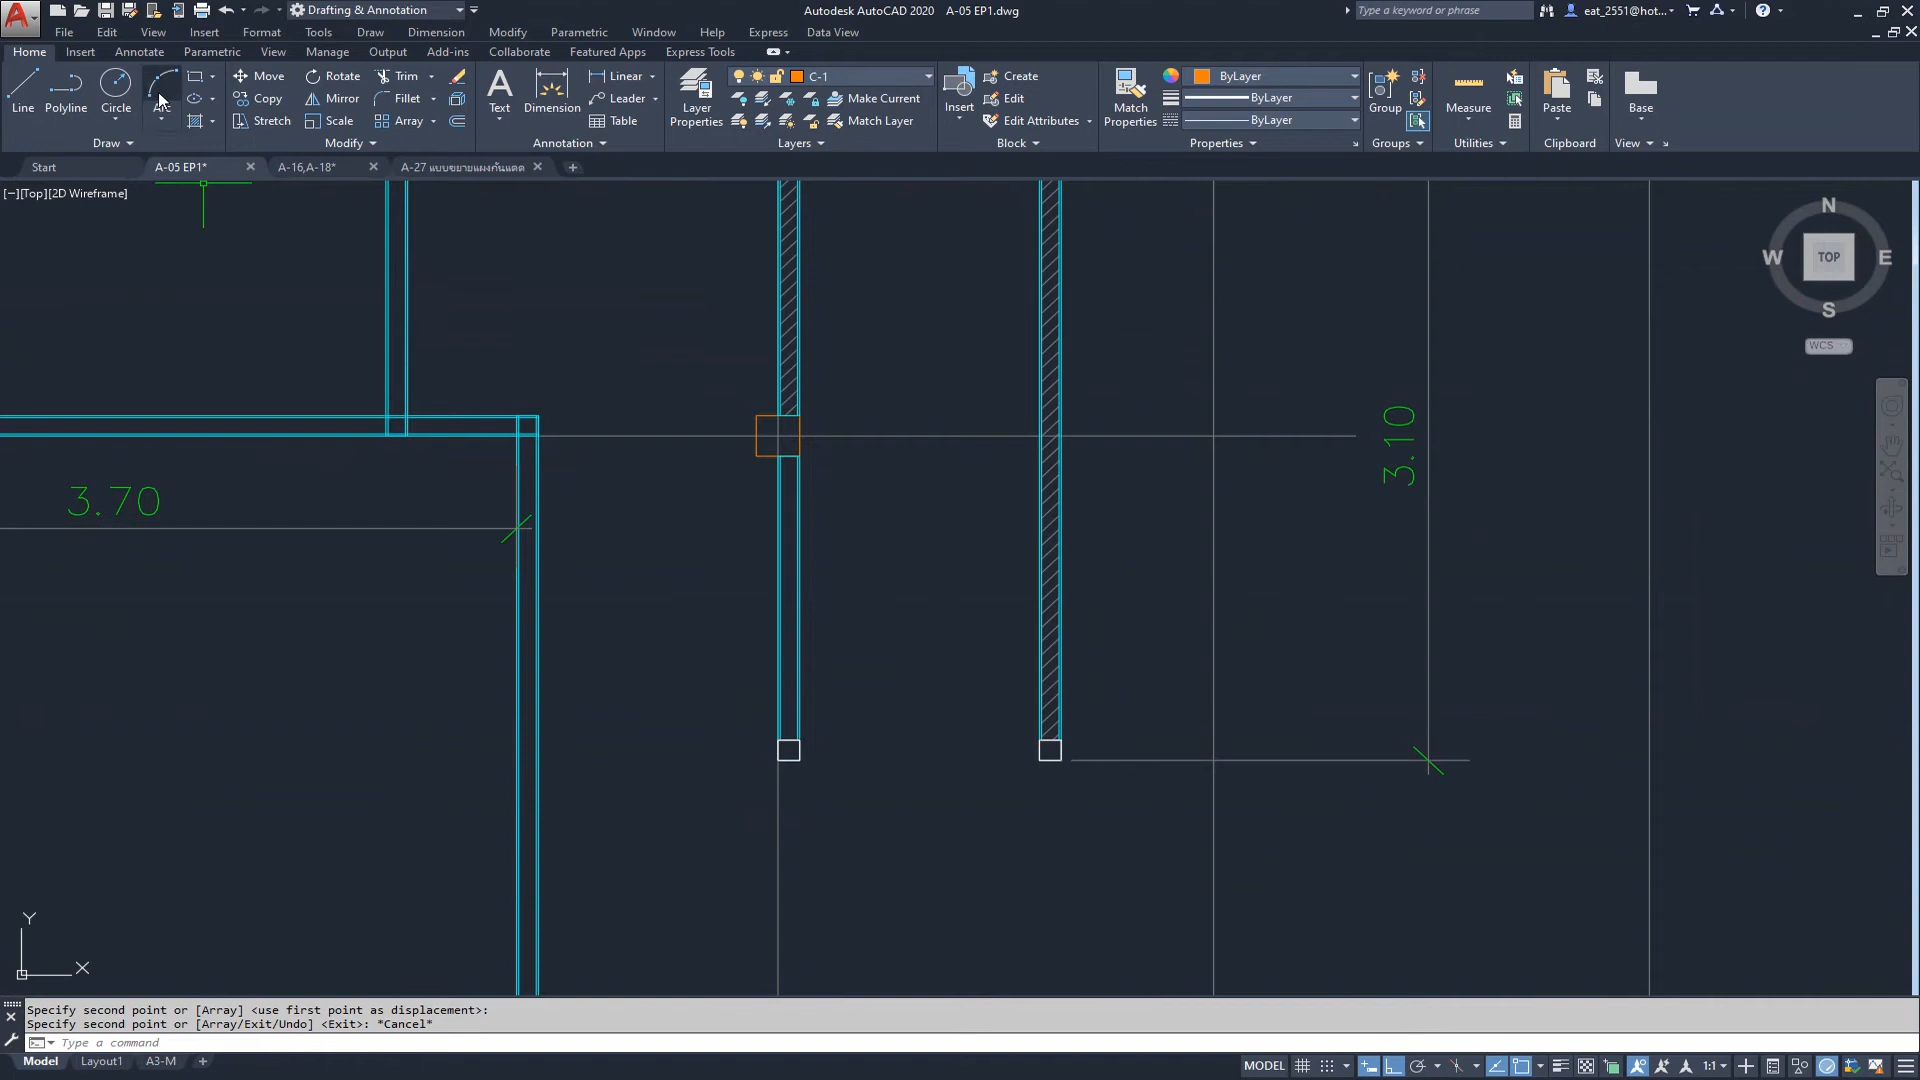 Drafting & Annotation
Autodesk AutoCAD 2020 A-05 EP1.dwg
Type a keyword or phrase
eat_2551@hot...
File Edit View Insert Format Tools Draw Dimension Modify Parametric Window Help Express Data View
Home Insert Annotate Parametric View Manage Output Add-ins Collaborate Featured Apps Express Tools
Line
Polyline
Circle
Arc
Draw
Move
Rotate
Trim
Copy
Mirror
Fillet
Stretch
Scale
Array
Modify
Text
Dimension
Linear
Leader
Table
Annotation
Layer
Properties
C-1
Make Current
Match Layer
Layers
Insert
Create
Edit
Edit Attributes
Block
Match
Properties
ByLayer
ByLayer
ByLayer
Properties
Group
Groups
Measure
Utilities
Paste
Clipboard
Base
View
Start
A-05 EP1*
A-16,A-18*
A-27 แบบขยายแผงกันแดด
[−][Top][2D Wireframe]
N
W
TOP
E
S
WCS
3.10
3.70
Y
X
Specify second point or [Array] <use first point as displacement>:
Specify second point or [Array/Exit/Undo] <Exit>: *Cancel*
Type a command
Model Layout1 A3-M
MODEL
1:1